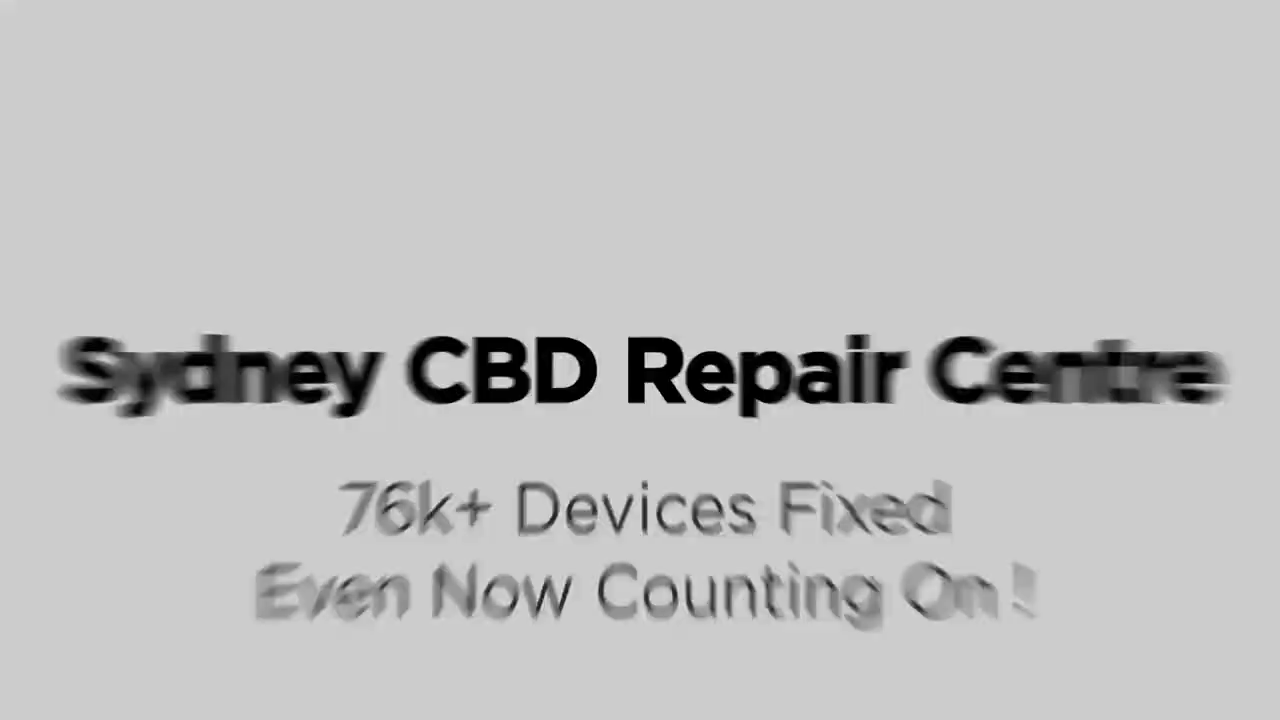 Sydney CBD Repair Centre
76k+ Devices Fixed
Even Now Counting On !